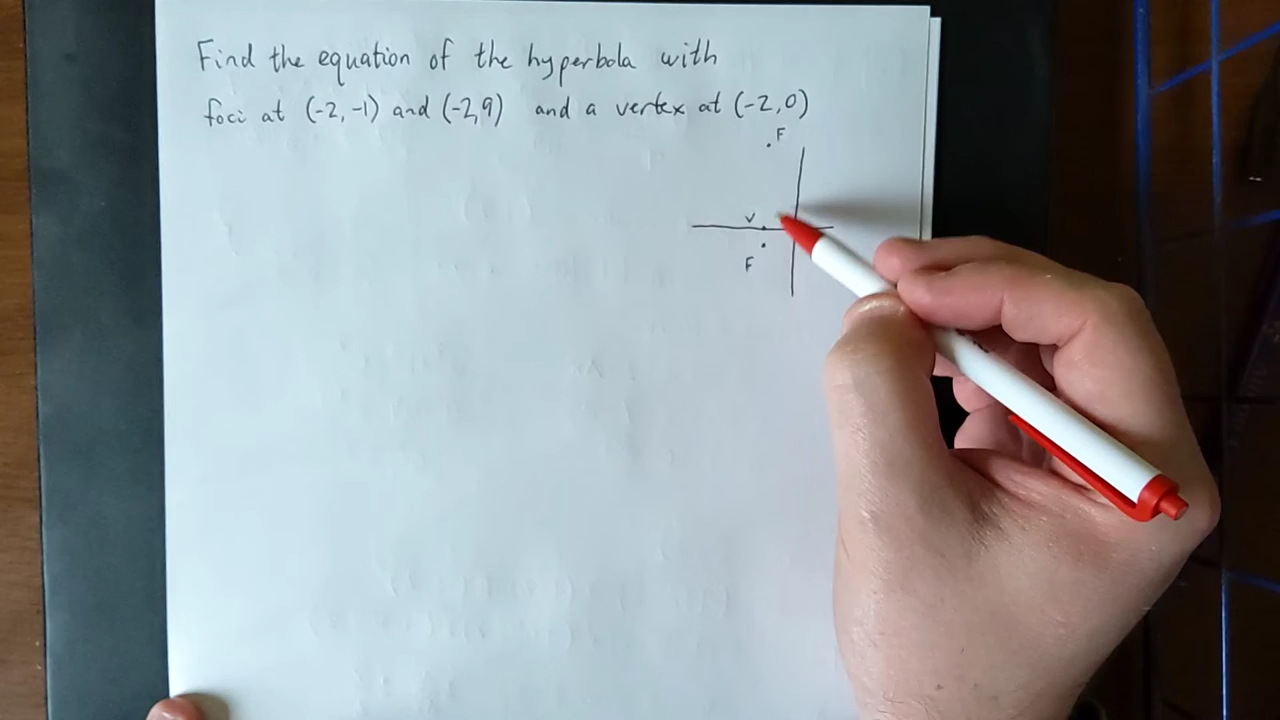 Find the equation of the hyperbola with
foci at (-2, -1) and (-2,9) and a vertex at (-2,0)
F
V
F